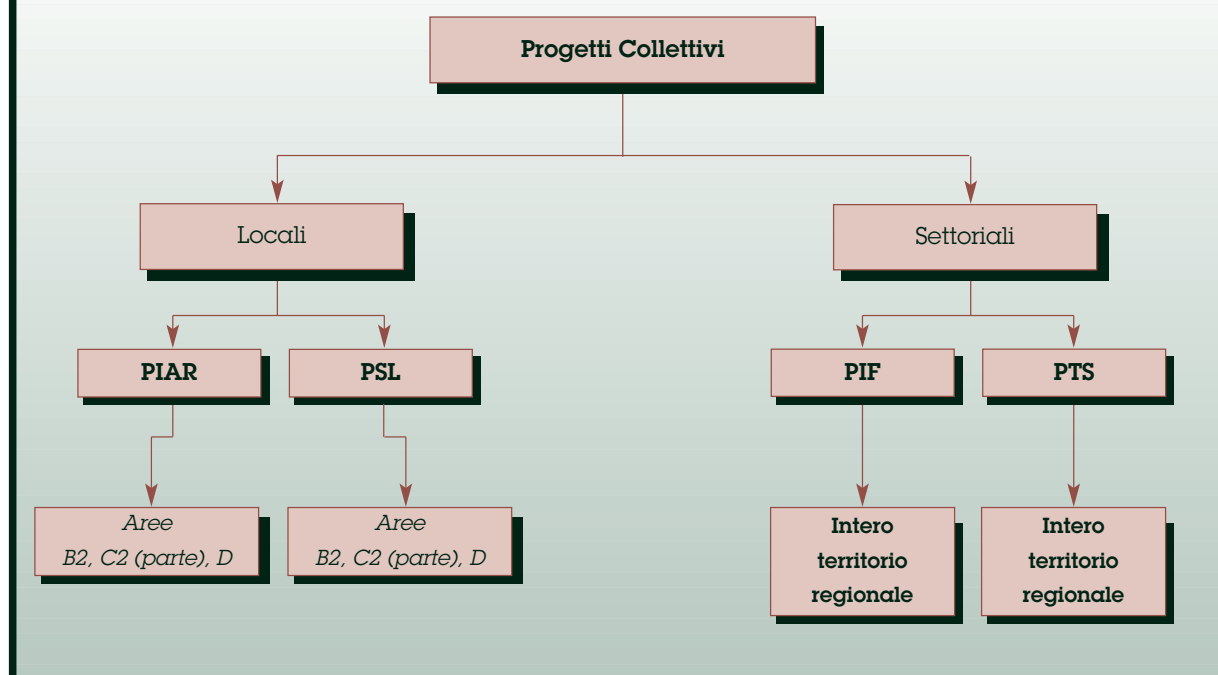 Progetti Collettivi
Locali
Settoriali
PIAR
PSL
PIF
PTS
Aree
B2, C2 (parte), D
Aree
B2, C2 (parte), D
Intero
territorio
regionale
Intero
territorio
regionale